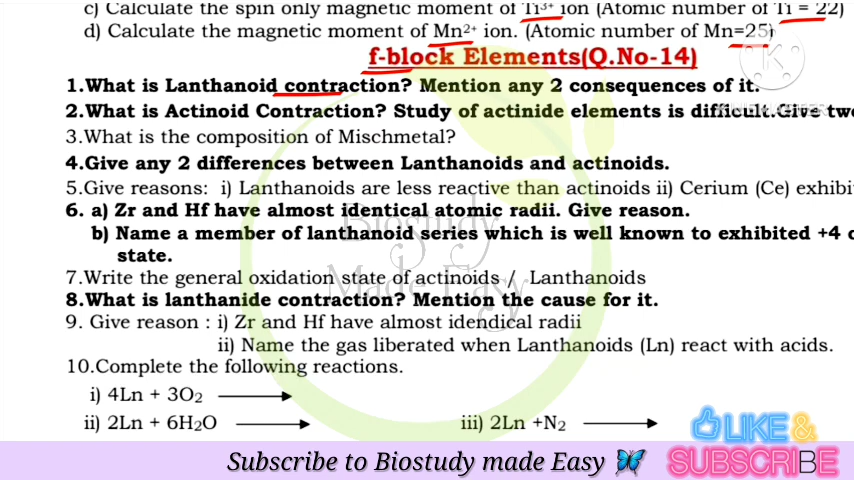 c) Calculate the spin only magnetic moment of Ti³⁺ ion (Atomic number of Ti = 22)
d) Calculate the magnetic moment of Mn²⁺ ion. (Atomic number of Mn=25)
f-block Elements(Q.No-14)
1.What is Lanthanoid contraction? Mention any 2 consequences of it.
2.What is Actinoid Contraction? Study of actinide elements is difficult.Give two
3.What is the composition of Mischmetal?
4.Give any 2 differences between Lanthanoids and actinoids.
5.Give reasons: i) Lanthanoids are less reactive than actinoids ii) Cerium (Ce) exhibi
6. a) Zr and Hf have almost identical atomic radii. Give reason.
b) Name a member of lanthanoid series which is well known to exhibited +4 o
state.
7.Write the general oxidation state of actinoids / Lanthanoids
8.What is lanthanide contraction? Mention the cause for it.
9. Give reason : i) Zr and Hf have almost idendical radii
ii) Name the gas liberated when Lanthanoids (Ln) react with acids.
10.Complete the following reactions.
i) 4Ln + 3O₂
ii) 2Ln + 6H₂O iii) 2Ln +N₂
Biostudy
Made Easy
LIKE &
SUBSCRIBE
Subscribe to Biostudy made Easy